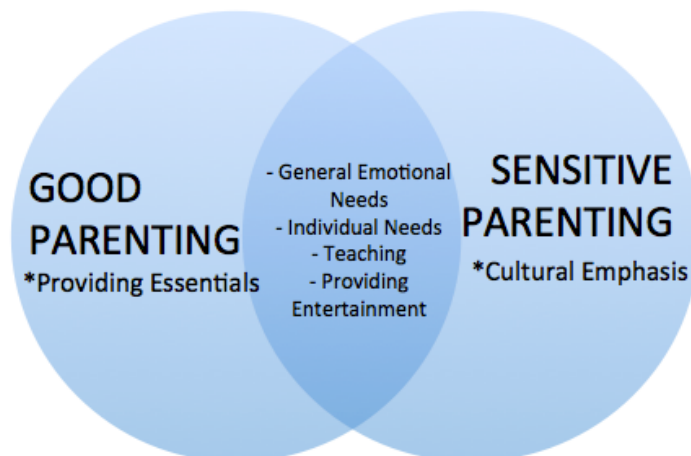 GOOD
PARENTING
*Providing Essentials
- General Emotional
Needs
- Individual Needs
- Teaching
- Providing
Entertainment
SENSITIVE
PARENTING
*Cultural Emphasis